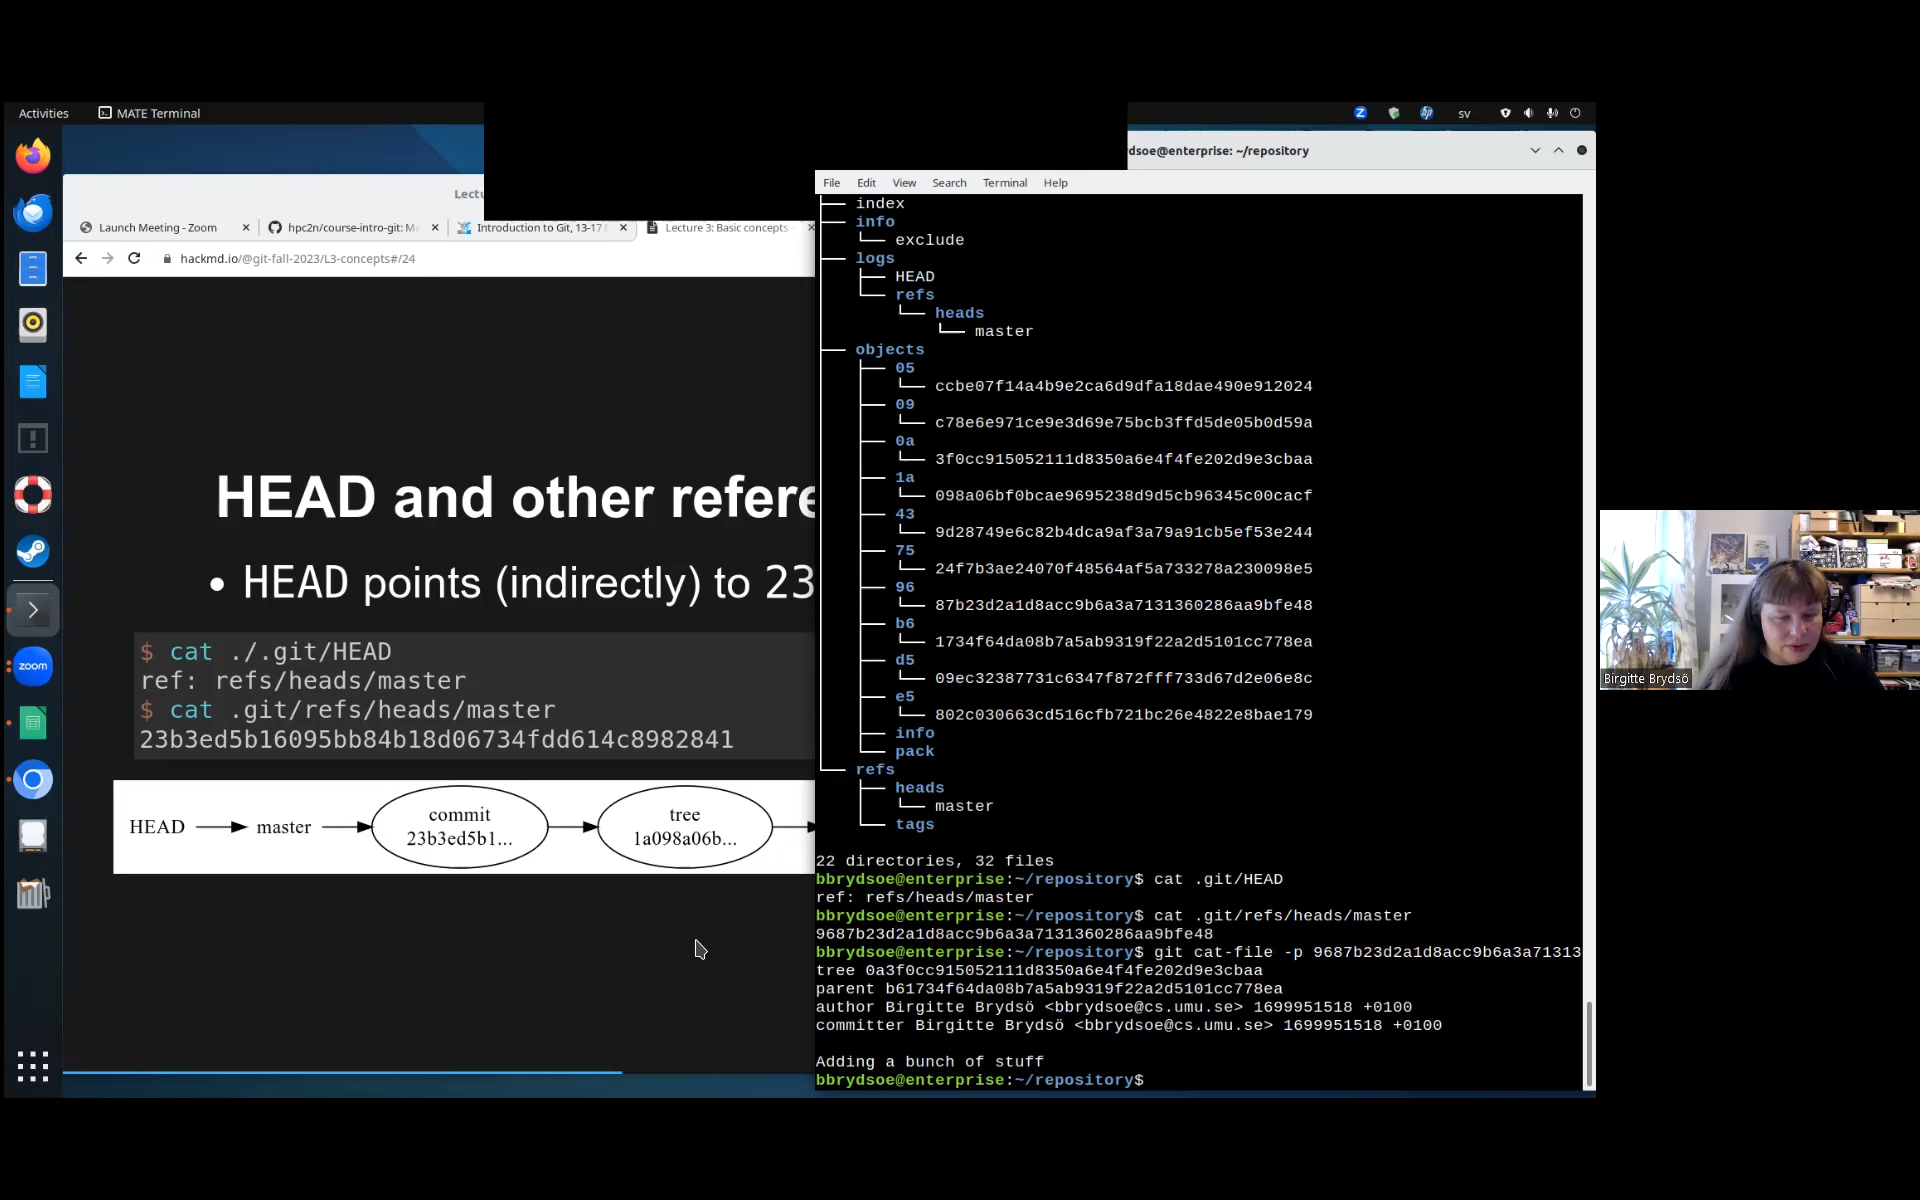 Activities
MATE Terminal
sv
dsoe@enterprise: ~/repository
Lectu
Launch Meeting - Zoom
hpc2n/course-intro-git: Ma
Introduction to Git, 13-17
Lecture 3: Basic concepts -
hackmd.io/@git-fall-2023/L3-concepts#/24
HEAD and other refere
• HEAD points (indirectly) to 23
$ cat ./.git/HEAD
ref: refs/heads/master
$ cat .git/refs/heads/master
23b3ed5b16095bb84b18d06734fdd614c8982841
HEAD
master
commit
23b3ed5b1...
tree
1a098a06b...
zoom
File Edit View Search Terminal Help
index
info
exclude
logs
HEAD
refs
heads
master
objects
05
ccbe07f14a4b9e2ca6d9dfa18dae490e912024
09
c78e6e971ce9e3d69e75bcb3ffd5de05b0d59a
0a
3f0cc915052111d8350a6e4f4fe202d9e3cbaa
1a
098a06bf0bcae9695238d9d5cb96345c00cacf
43
9d28749e6c82b4dca9af3a79a91cb5ef53e244
75
24f7b3ae24070f48564af5a733278a230098e5
96
87b23d2a1d8acc9b6a3a7131360286aa9bfe48
b6
1734f64da08b7a5ab9319f22a2d5101cc778ea
d5
09ec32387731c6347f872fff733d67d2e06e8c
e5
802c030663cd516cfb721bc26e4822e8bae179
info
pack
refs
heads
master
tags
22 directories, 32 files
bbrydsoe@enterprise:~/repository$ cat .git/HEAD
ref: refs/heads/master
bbrydsoe@enterprise:~/repository$ cat .git/refs/heads/master
9687b23d2a1d8acc9b6a3a7131360286aa9bfe48
bbrydsoe@enterprise:~/repository$ git cat-file -p 9687b23d2a1d8acc9b6a3a71313
tree 0a3f0cc915052111d8350a6e4f4fe202d9e3cbaa
parent b61734f64da08b7a5ab9319f22a2d5101cc778ea
author Birgitte Brydsö <bbrydsoe@cs.umu.se> 1699951518 +0100
committer Birgitte Brydsö <bbrydsoe@cs.umu.se> 1699951518 +0100
Adding a bunch of stuff
bbrydsoe@enterprise:~/repository$
Birgitte Brydsö